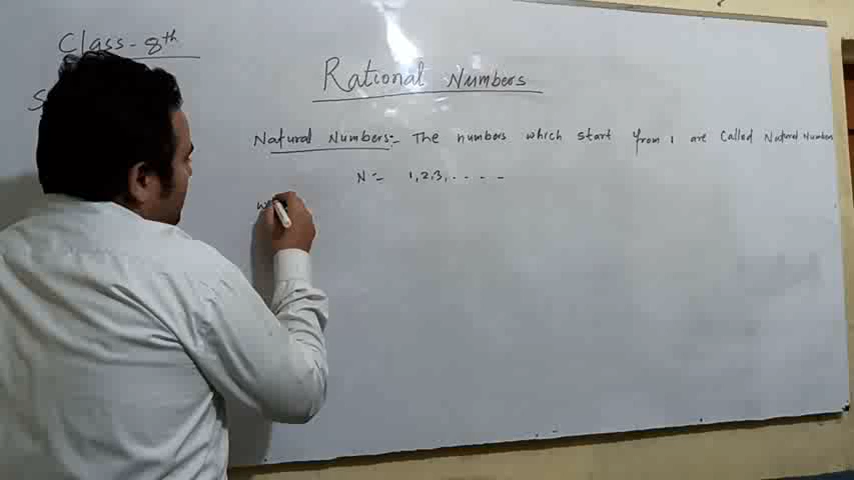 Class - 8th
Rational Numbers
Natural Numbers:- The numbers which start from 1 are Called Natural Numbers
N = 1, 2, 3, - - - -